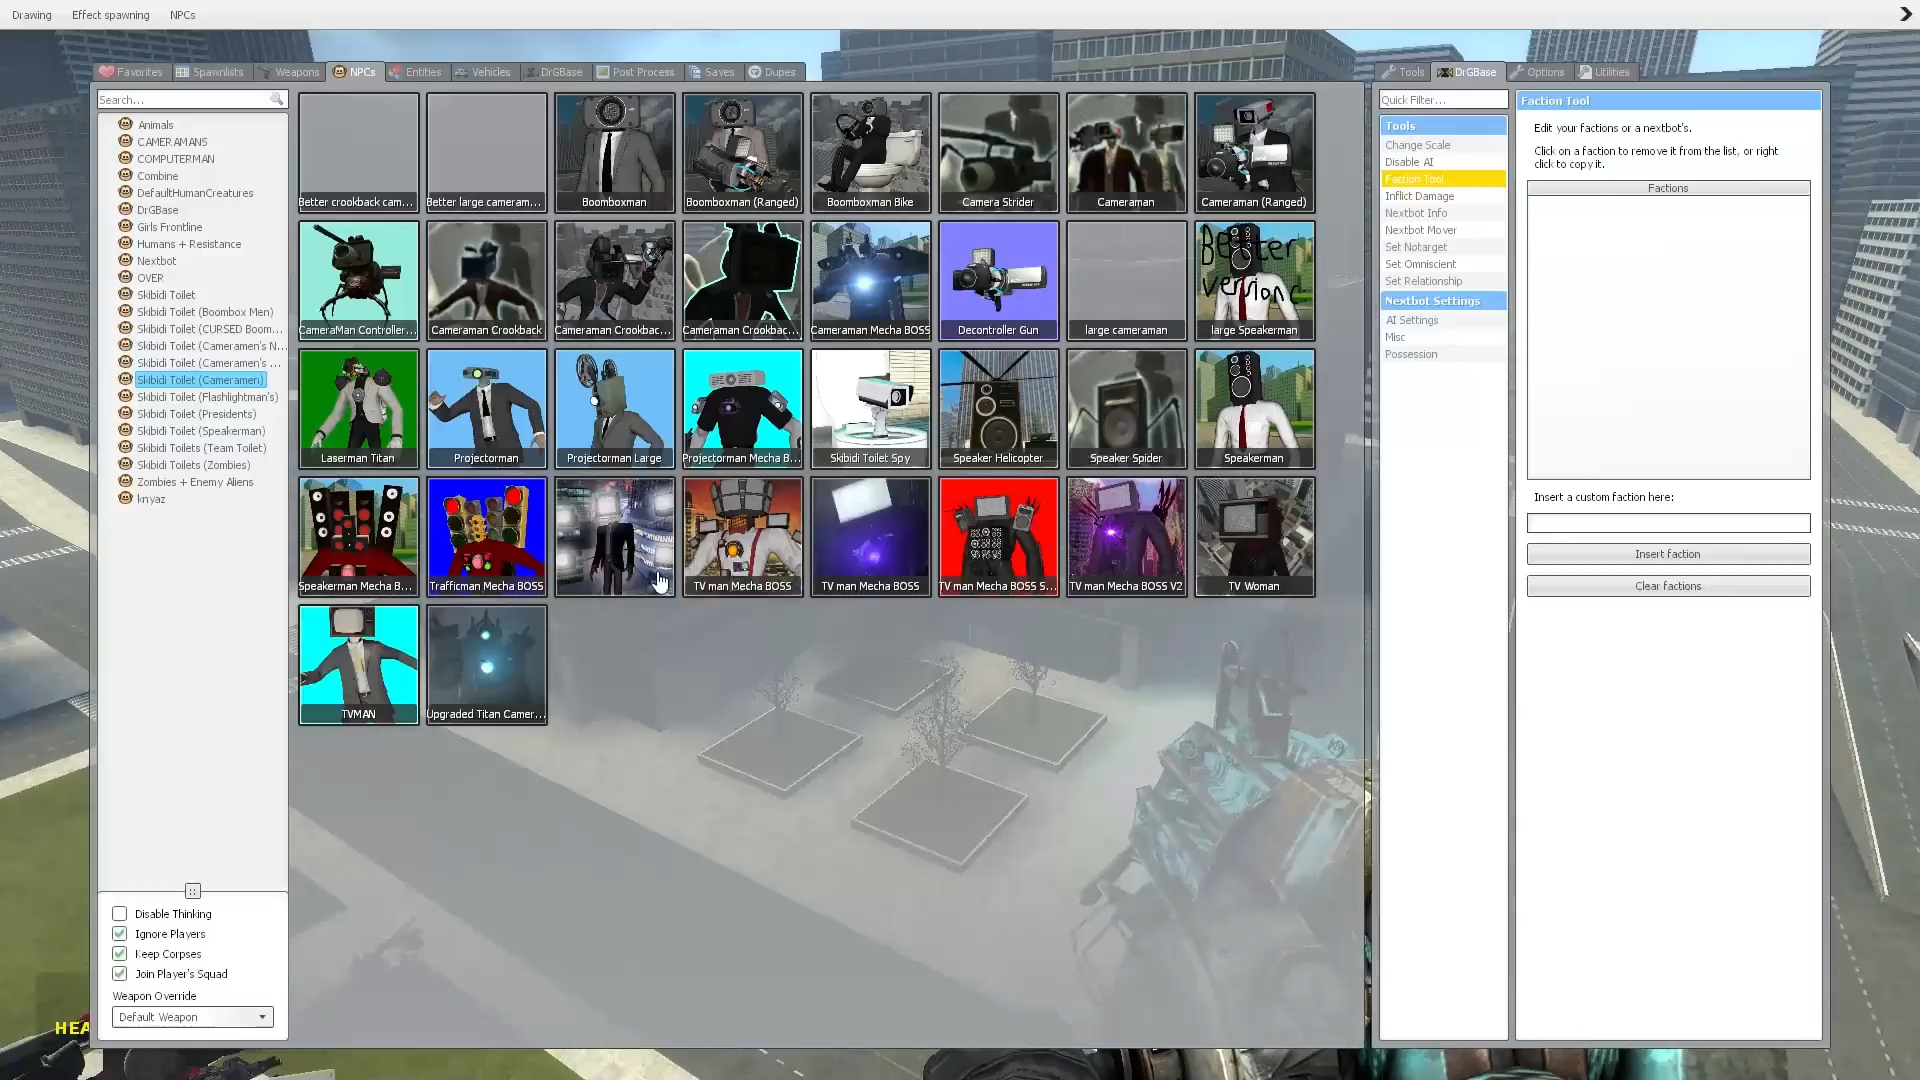 Drawing Effect spawning NPCs
Favorites Spawnlists Weapons NPCs Entities Vehicles DrGBase Post Process Saves Dupes
Tools DrGBase Options Utilities
Search...
Animals
CAMERAMANS
COMPUTERMAN
Combine
DefaultHumanCreatures
DrGBase
Girls Frontline
Humans + Resistance
Nextbot
OVER
Skibidi Toilet
Skibidi Toilet (Boombox Men)
Skibidi Toilet (CURSED Boom...
Skibidi Toilet (Cameramen's N...
Skibidi Toilet (Cameramen's ...
Skibidi Toilet (Cameramen)
Skibidi Toilet (Flashlightman's)
Skibidi Toilet (Presidents)
Skibidi Toilet (Speakerman)
Skibidi Toilets (Team Toilet)
Skibidi Toilets (Zombies)
Zombies + Enemy Aliens
knyaz
Disable Thinking
Ignore Players
Keep Corpses
Join Player's Squad
Weapon Override
Default Weapon
HEA
Better crookback cam... Better large cameram... Boomboxman Boomboxman (Ranged) Boomboxman Bike Camera Strider Cameraman Cameraman (Ranged)
Better
version
CameraMan Controller... Cameraman Crookback Cameraman Crookbac... Cameraman Crookbac... Cameraman Mecha BOSS Decontroller Gun large cameraman large Speakerman
Laserman Titan Projectorman Projectorman Large Projectorman Mecha B... Skibidi Toilet Spy Speaker Helicopter Speaker Spider Speakerman
Speakerman Mecha B... Trafficman Mecha BOSS TV man Mecha BOSS TV man Mecha BOSS TV man Mecha BOSS S... TV man Mecha BOSS V2 TV Woman
TVMAN Upgraded Titan Camer...
Quick Filter...
Tools
Change Scale
Disable AI
Faction Tool
Inflict Damage
Nextbot Info
Nextbot Mover
Set Notarget
Set Omniscient
Set Relationship
Nextbot Settings
AI Settings
Misc
Possession
Faction Tool
Edit your factions or a nextbot's.
Click on a faction to remove it from the list, or right
click to copy it.
Factions
Insert a custom faction here:
Insert faction
Clear factions